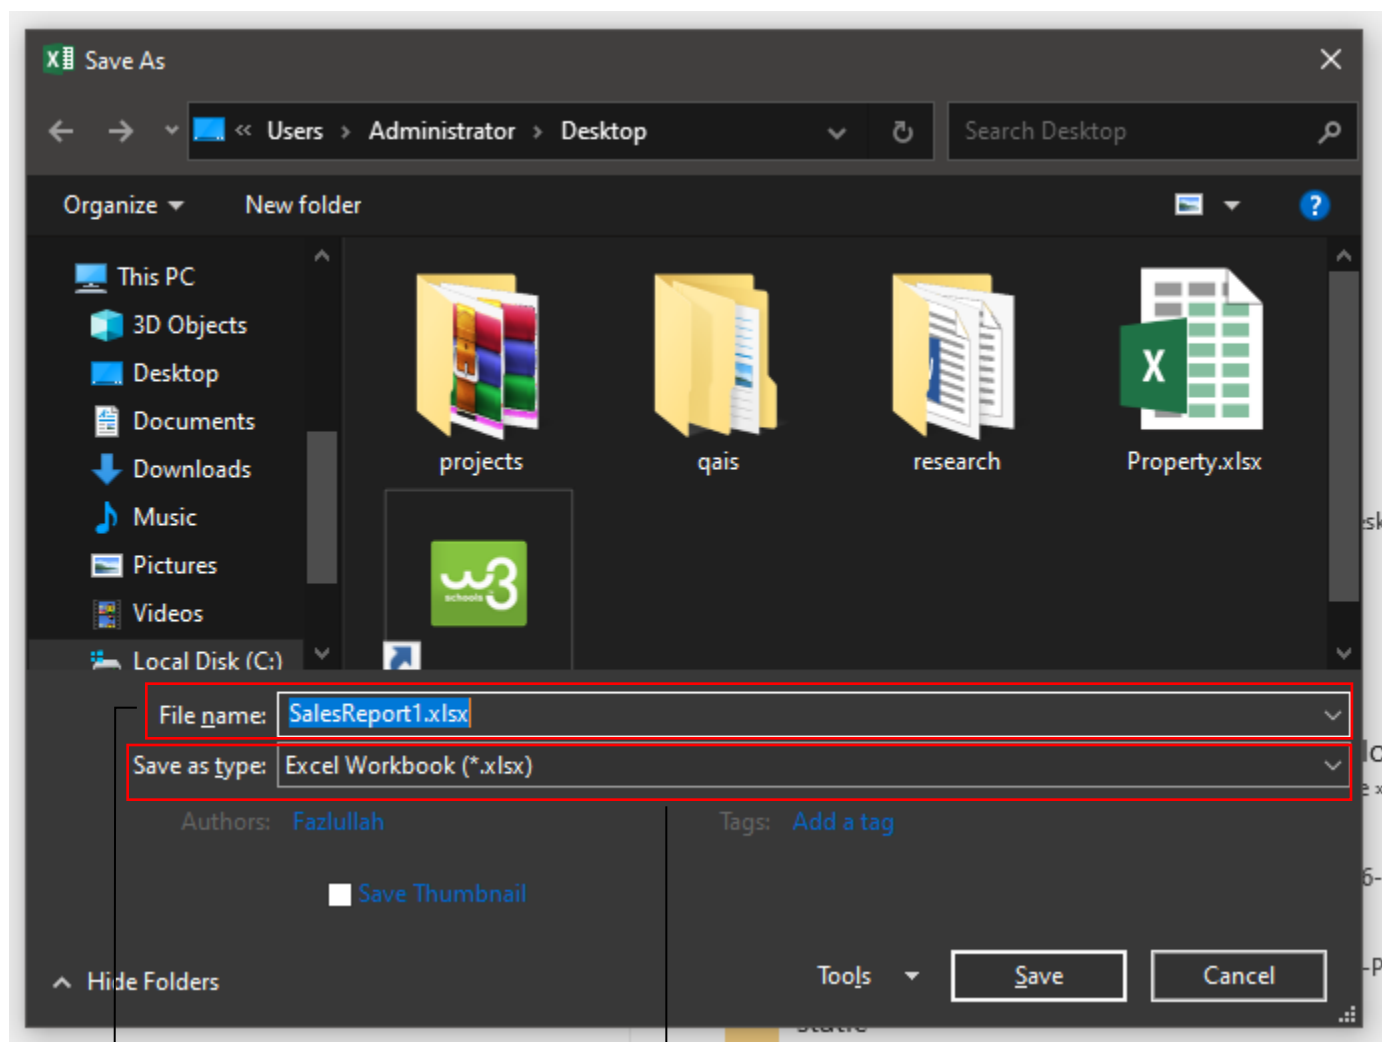 Save As
« Users > Administrator > Desktop
Search Desktop
Organize
New folder
This PC
3D Objects
Desktop
Documents
Downloads
Music
Pictures
Videos
Local Disk (C:)
projects
qais
research
Property.xlsx
w3
schools
File name: SalesReport1.xlsx
Save as type: Excel Workbook (*.xlsx)
Authors: Fazlullah
Tags: Add a tag
Save Thumbnail
Hide Folders
Tools
Save
Cancel